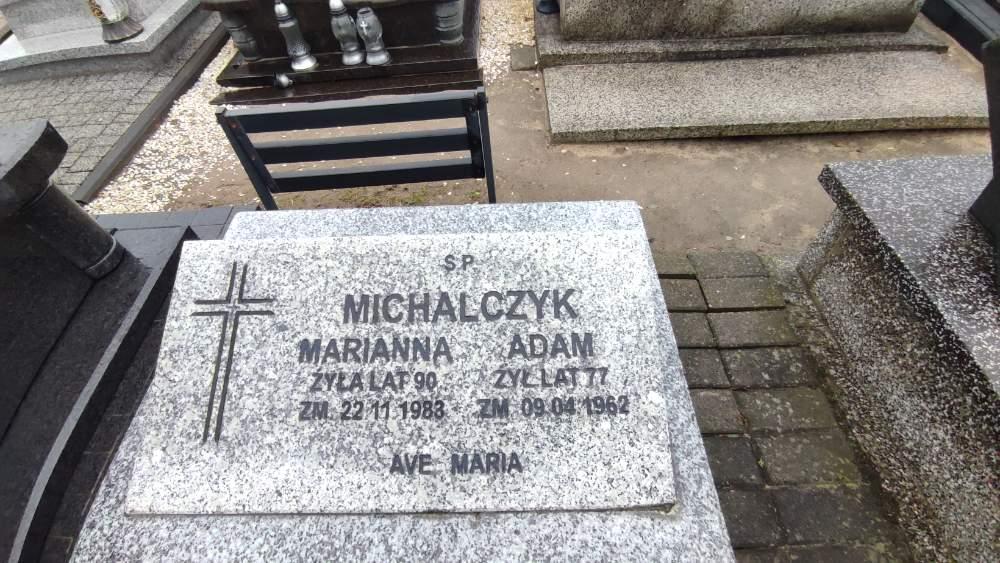 ŚP
MICHALCZYK
MARIANNA ADAM
ŻYŁA LAT 90 ŻYŁ LAT 77
ZM. 22 11 1983 ZM. 09 04 1962
AVE MARIA